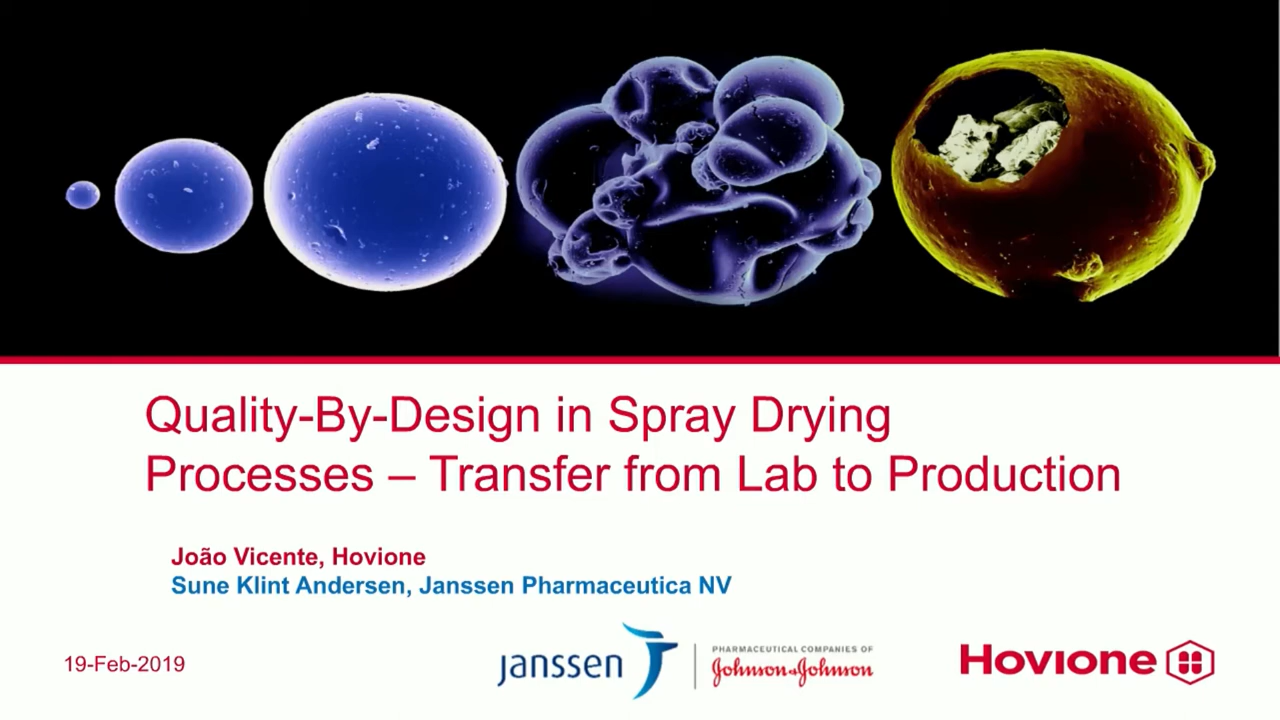 Quality-By-Design in Spray Drying
Processes – Transfer from Lab to Production
João Vicente, Hovione
Sune Klint Andersen, Janssen Pharmaceutica NV
19-Feb-2019
janssen
PHARMACEUTICAL COMPANIES OF
Johnson & Johnson
Hovione